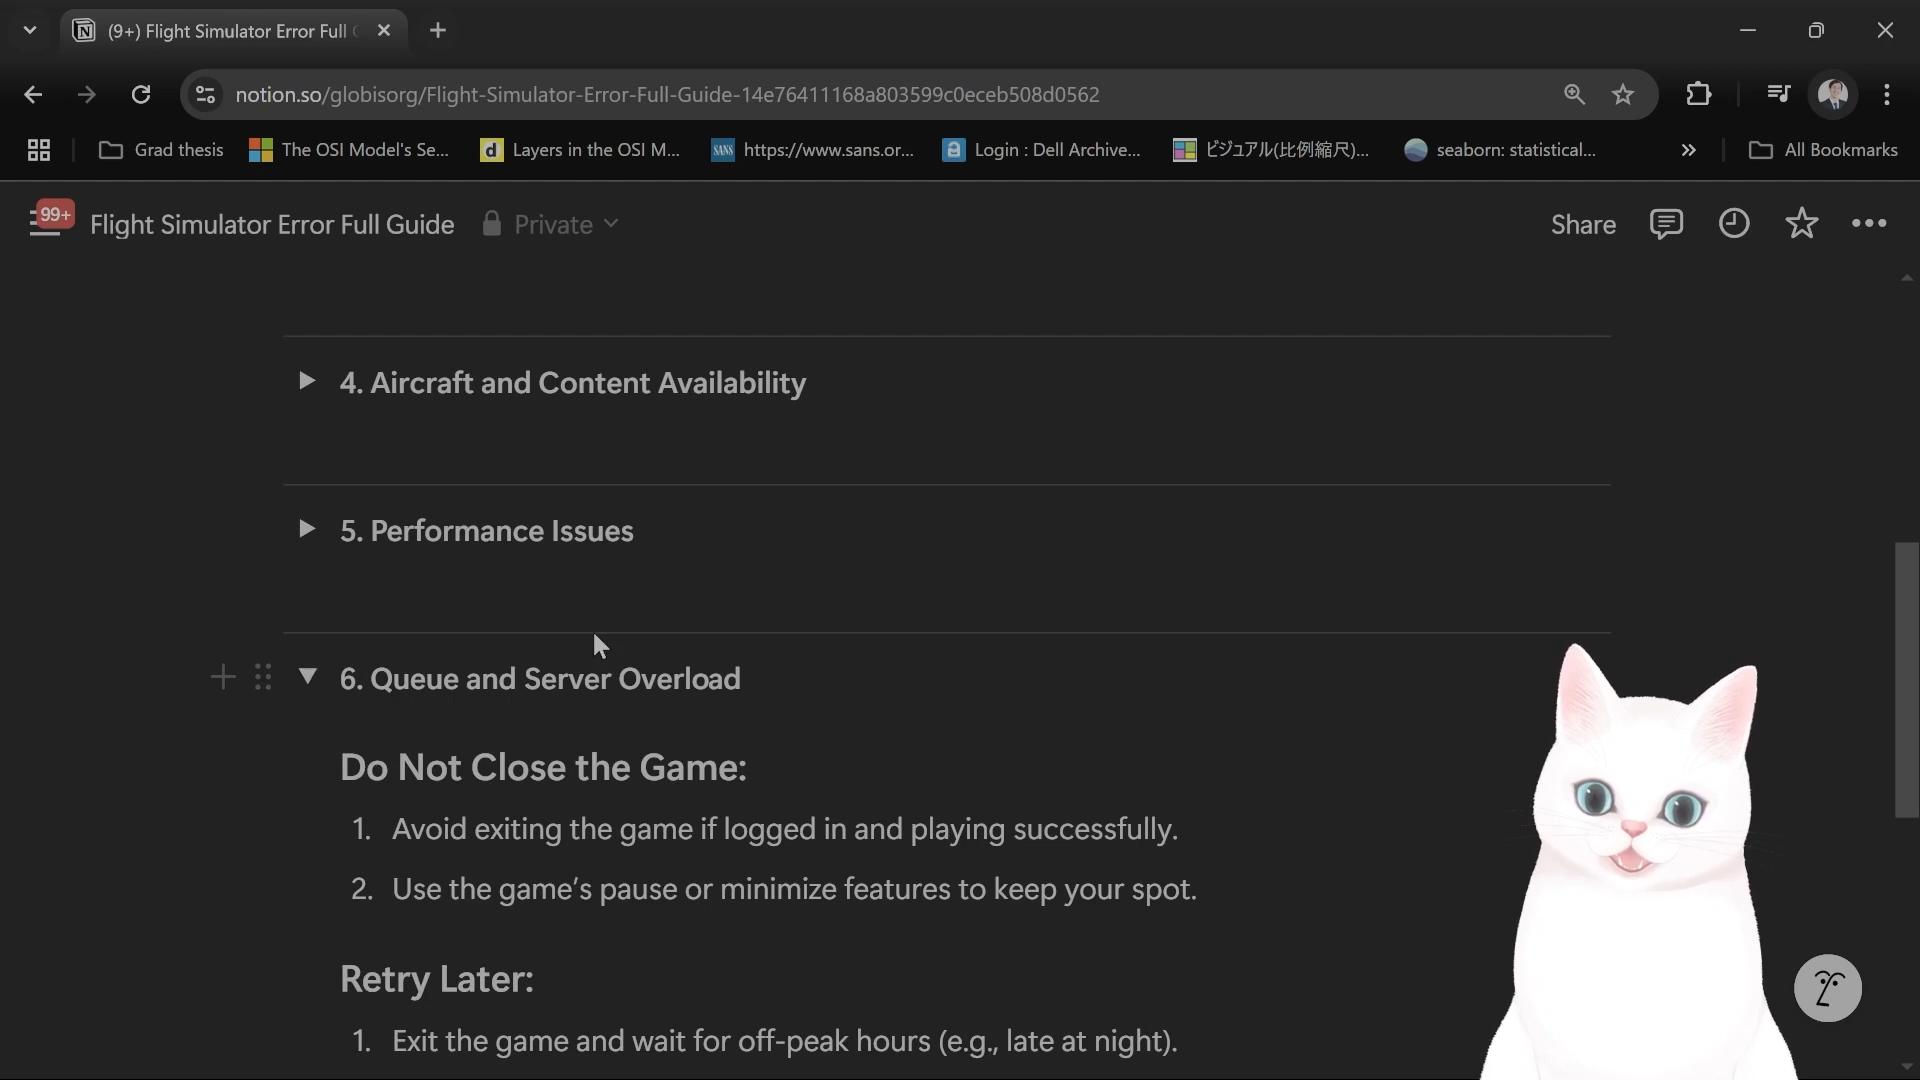 (9+) Flight Simulator Error Full
notion.so/globisorg/Flight-Simulator-Error-Full-Guide-14e76411168a803599c0eceb508d0562
Grad thesis
The OSI Model's Se...
Layers in the OSI M...
SANS
https://www.sans.or...
Login : Dell Archive...
ビジュアル(比例縮尺)...
seaborn: statistical...
All Bookmarks
99+
Flight Simulator Error Full Guide
Private
Share
4. Aircraft and Content Availability
5. Performance Issues
6. Queue and Server Overload
Do Not Close the Game:
1. Avoid exiting the game if logged in and playing successfully.
2. Use the game's pause or minimize features to keep your spot.
Retry Later:
1. Exit the game and wait for off-peak hours (e.g., late at night).